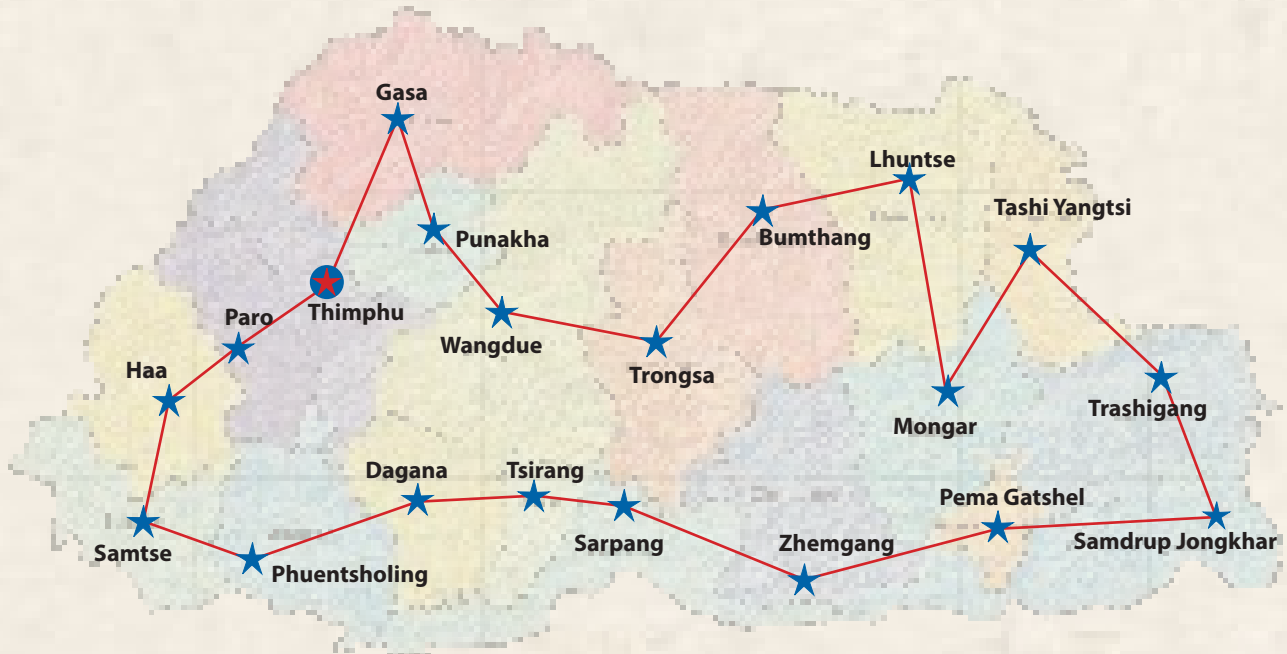 Gasa
Lhuntse
Tashi Yangtsi
Punakha
Bumthang
Thimphu
Paro
Wangdue
Haa
Trongsa
Trashigang
Mongar
Dagana
Tsirang
Pema Gatshel
Samtse
Sarpang
Zhemgang
Samdrup Jongkhar
Phuentsholing